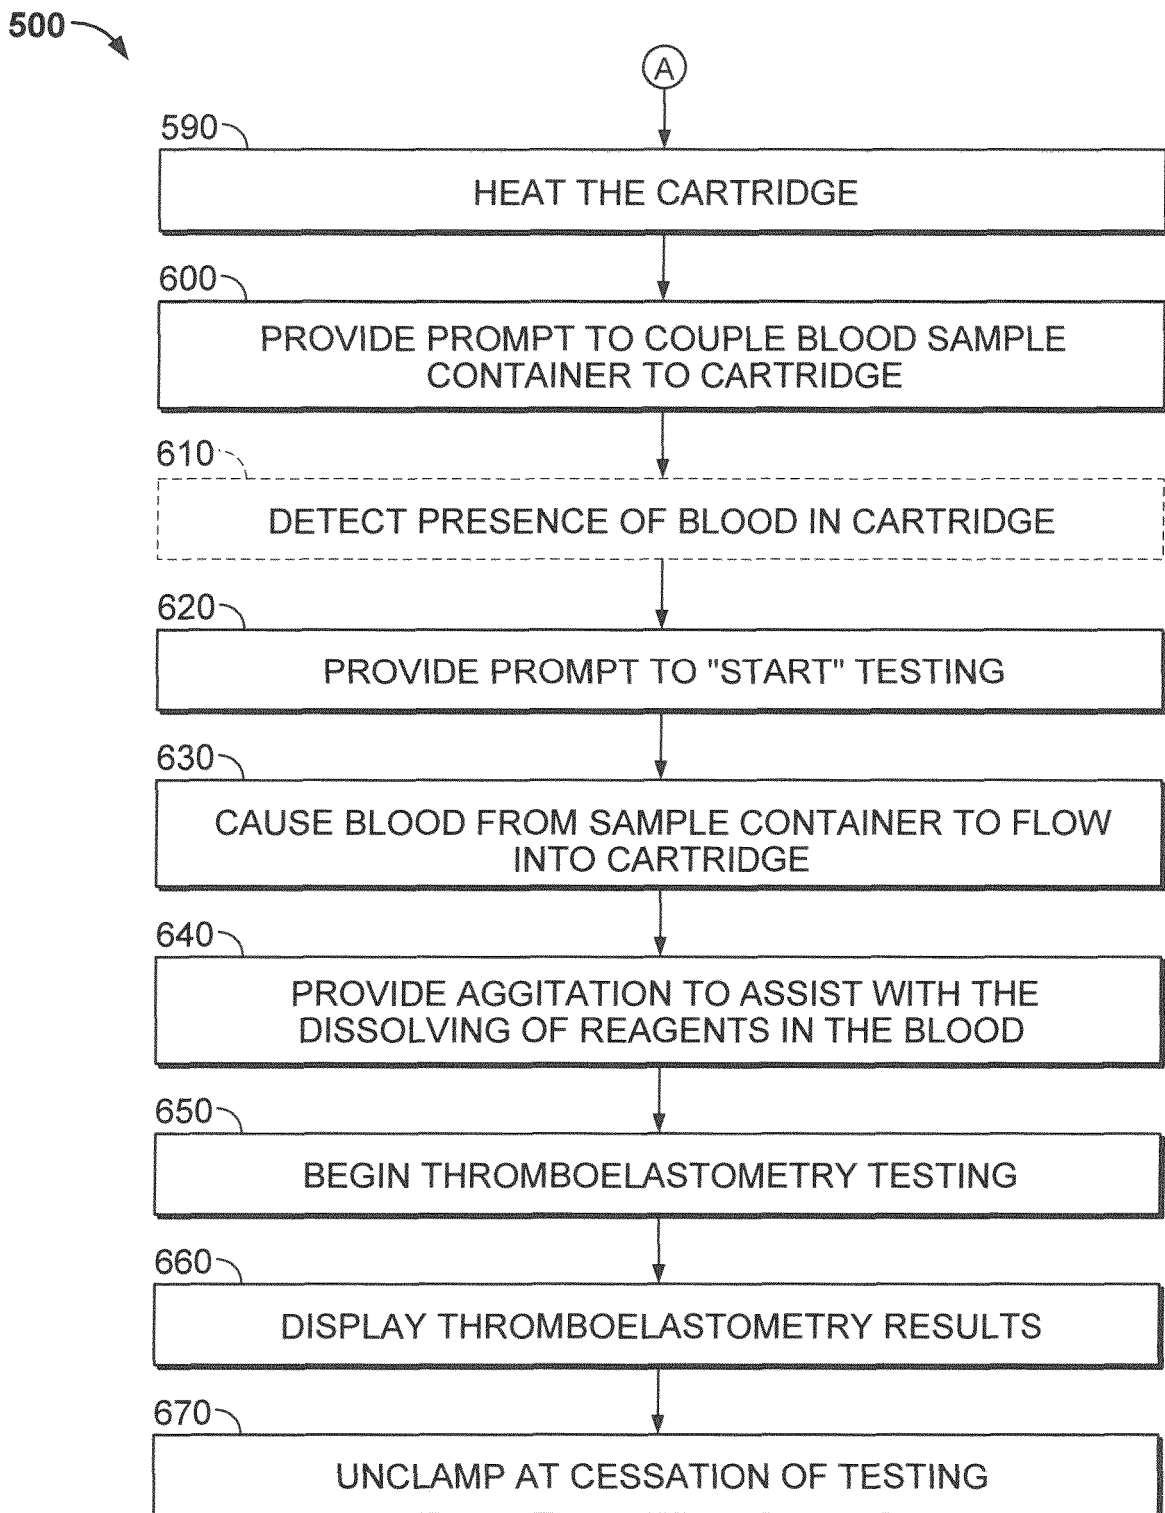 500
A
590
HEAT THE CARTRIDGE
600
PROVIDE PROMPT TO COUPLE BLOOD SAMPLE
CONTAINER TO CARTRIDGE
610
DETECT PRESENCE OF BLOOD IN CARTRIDGE
620
PROVIDE PROMPT TO "START" TESTING
630
CAUSE BLOOD FROM SAMPLE CONTAINER TO FLOW
INTO CARTRIDGE
640
PROVIDE AGGITATION TO ASSIST WITH THE
DISSOLVING OF REAGENTS IN THE BLOOD
650
BEGIN THROMBOELASTOMETRY TESTING
660
DISPLAY THROMBOELASTOMETRY RESULTS
670
UNCLAMP AT CESSATION OF TESTING